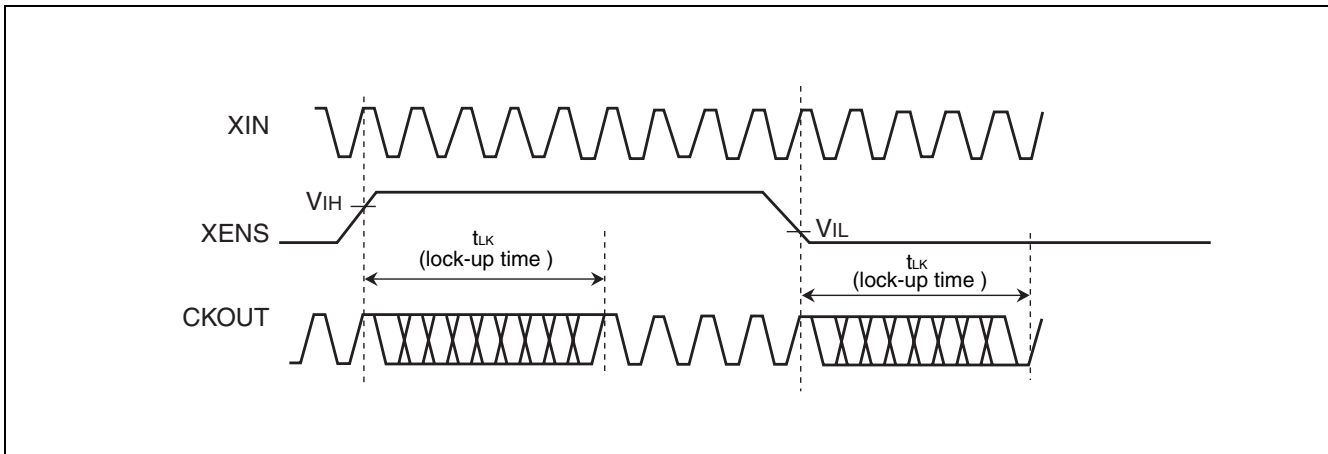 XIN
VIH
XENS
VIL
tLK
(lock-up time )
tLK
(lock-up time )
CKOUT